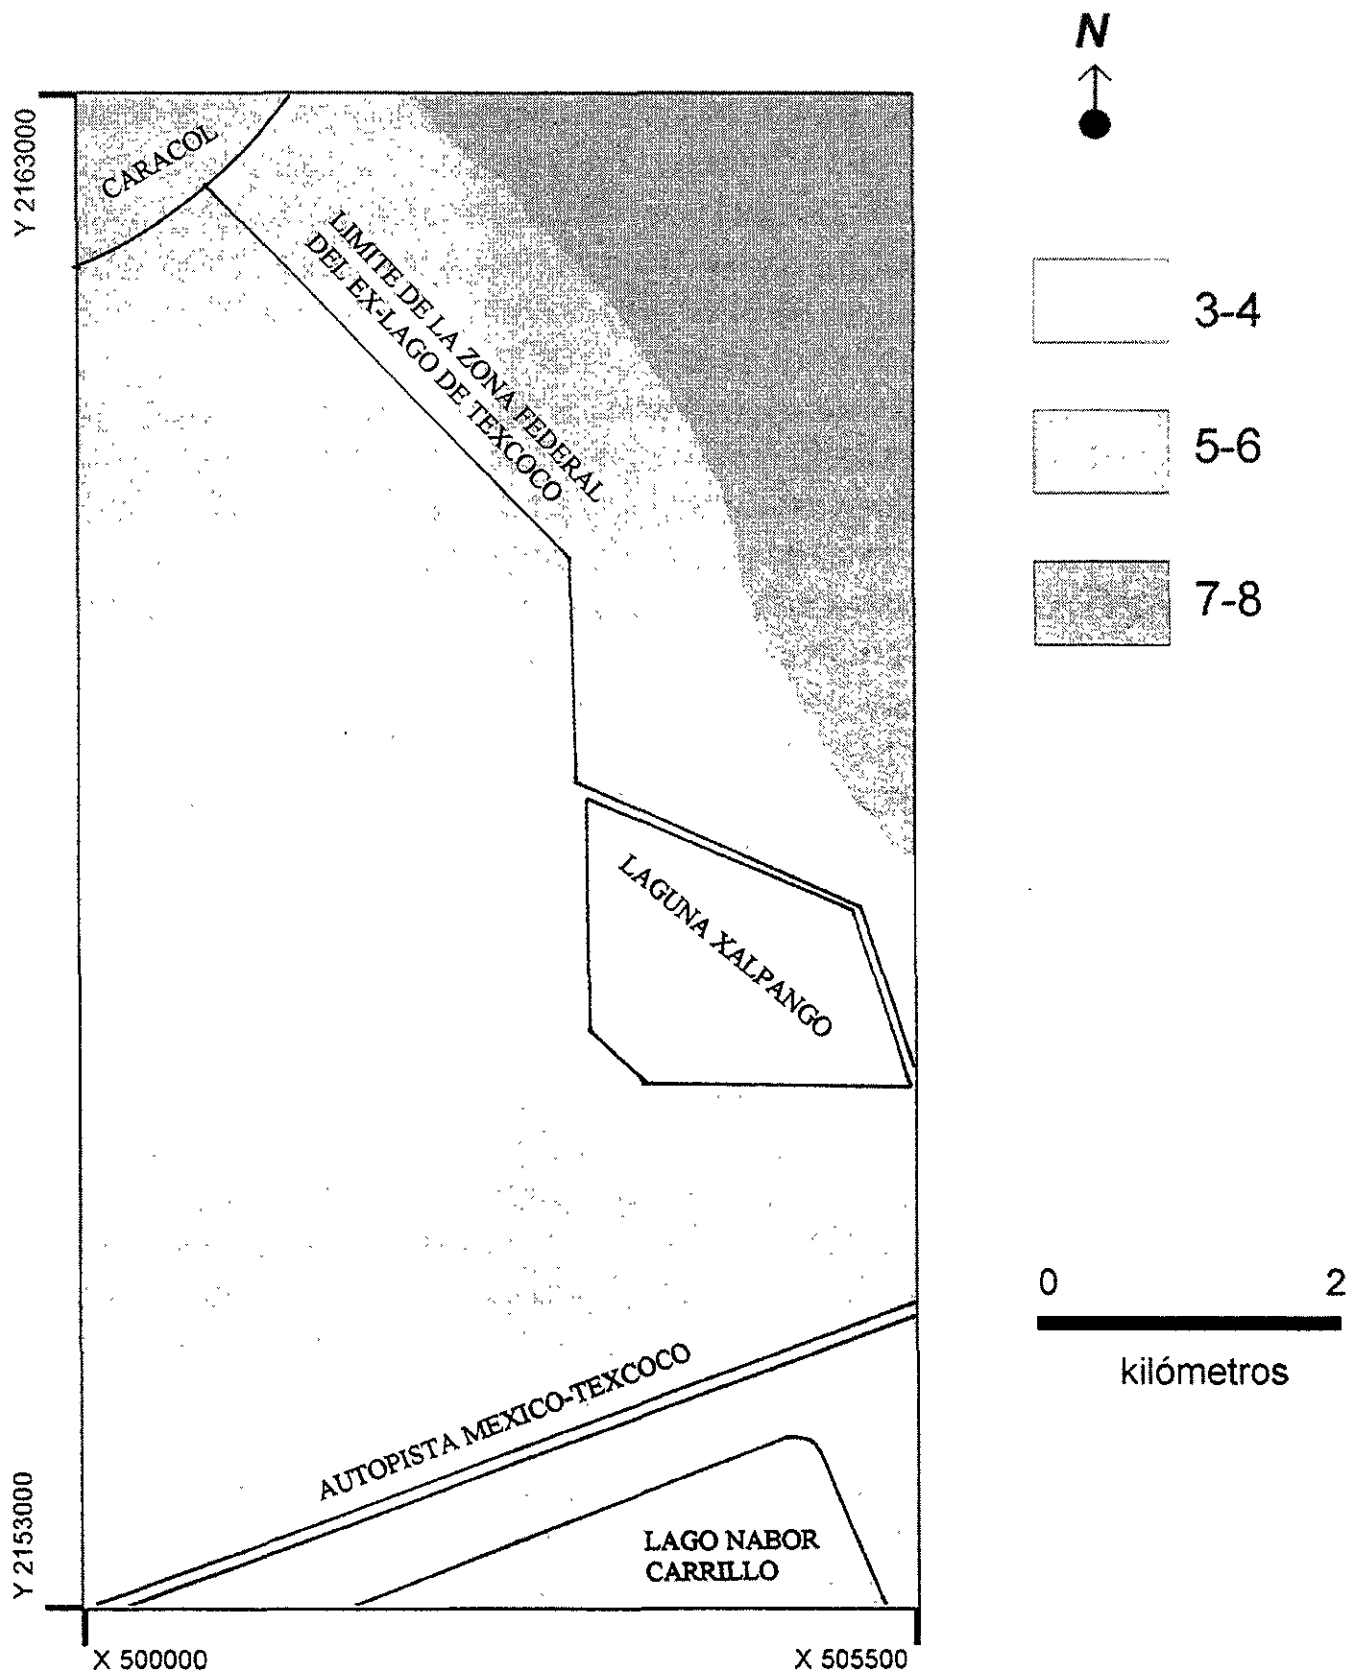 N
Y 2163000
CARACOL
LIMITE DE LA ZONA FEDERAL
DEL EX-LAGO DE TEXCOCO
3-4
5-6
7-8
LAGUNA XALPANGO
0 2
kilómetros
AUTOPISTA MEXICO-TEXCOCO
LAGO NABOR
CARRILLO
Y 2153000
X 500000
X 505500